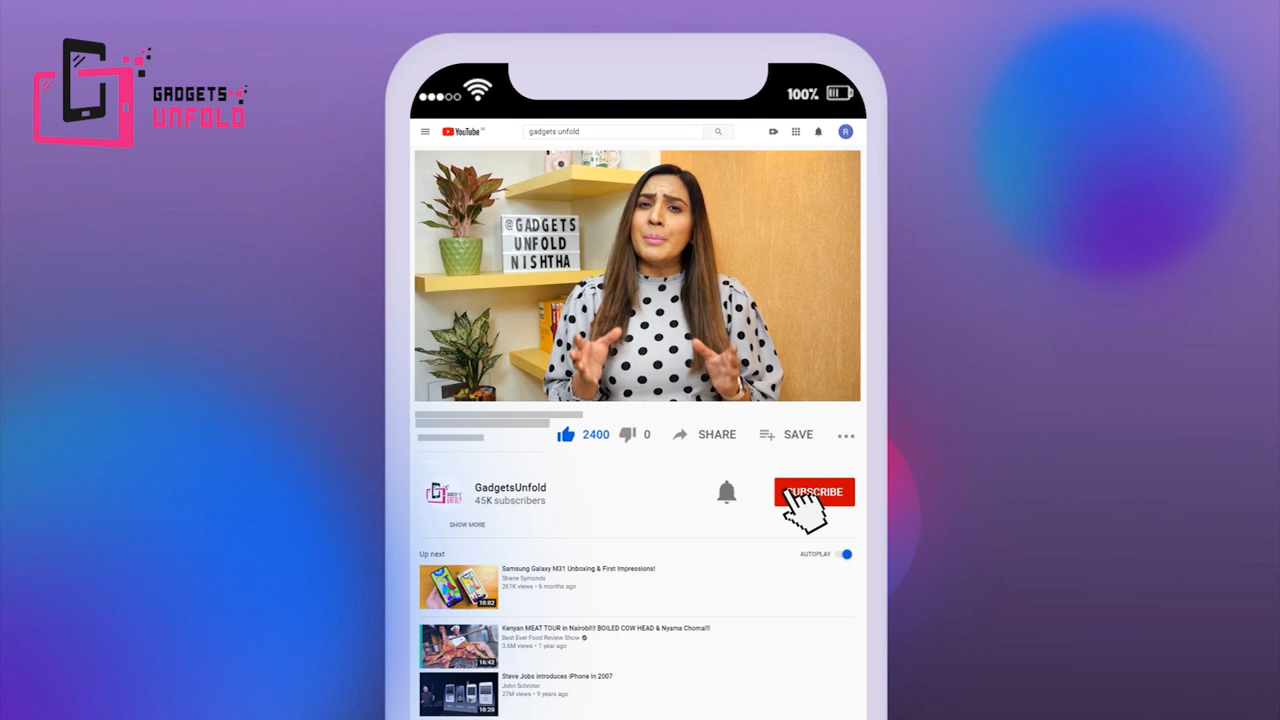 GADGETS
UNFOLD
100%
YouTube
gadgets unfold
R
@GADGETS
UNFOLD
NISHTHA
2400
0
SHARE
SAVE
GadgetsUnfold
45K subscribers
SUBSCRIBE
SHOW MORE
Up next
AUTOPLAY
Samsung Galaxy M31 Unboxing & First Impressions!
Shane Symonds
261K views • 6 months ago
10:02
Kenyan MEAT TOUR in Nairobi!!! BOILED COW HEAD & Nyama Choma!!!
Best Ever Food Review Show
3.6M views • 1 year ago
16:42
Steve Jobs introduces iPhone in 2007
John Schroter
27M views • 9 years ago
10:20